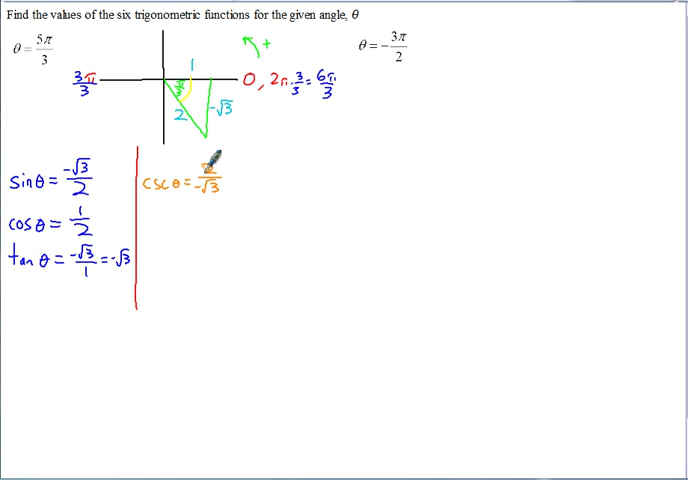 Find the values of the six trigonometric functions for the given angle, θ
θ = 5π/3
θ = -3π/2
+
1
3π/3
0, 2π · 3/3 = 6π/3
π/3
2
-√3
sin θ = -√3/2
csc θ = 2/-√3
cos θ = 1/2
tan θ = -√3/1 = -√3